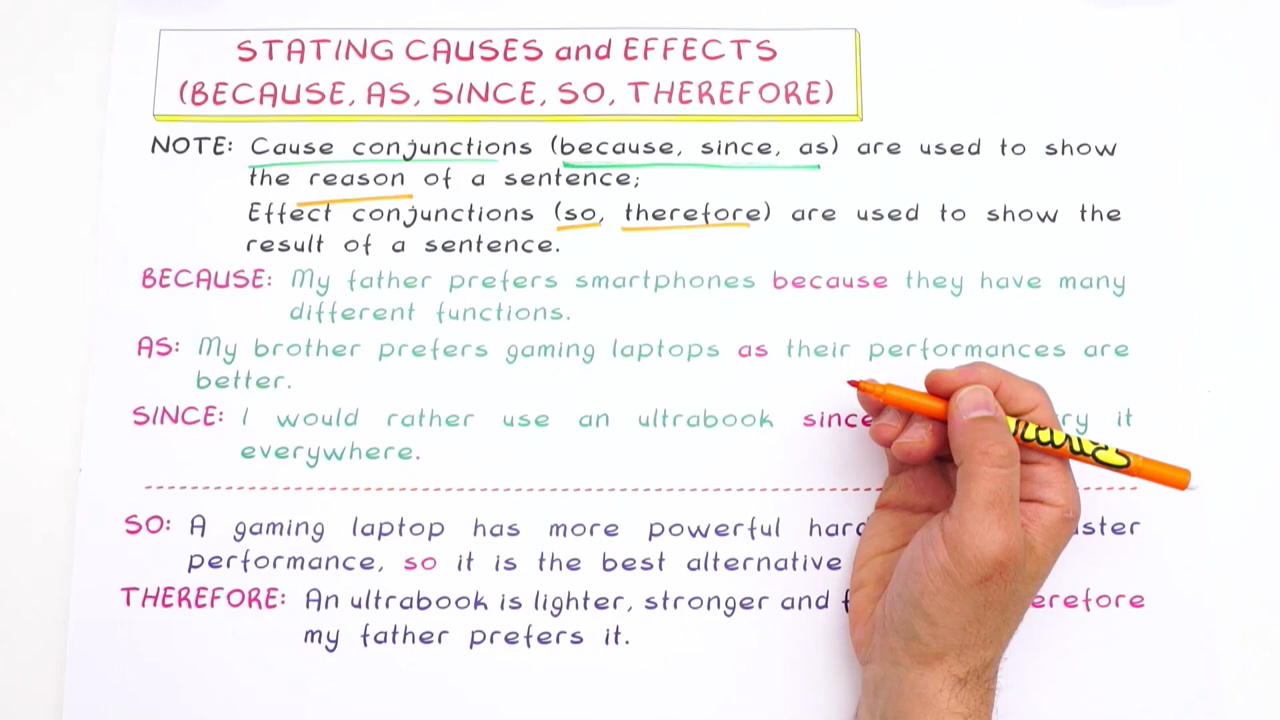 STATING CAUSES and EFFECTS
(BECAUSE, AS, SINCE, SO, THEREFORE)
NOTE: Cause conjunctions (because, since, as) are used to show
the reason of a sentence;
Effect conjunctions (so, therefore) are used to show the
result of a sentence.
BECAUSE: My father prefers smartphones because they have many
different functions.
AS: My brother prefers gaming laptops as their performances are
better.
SINCE: I would rather use an ultrabook since it
everywhere.
SO: A gaming laptop has more powerful
performance, so it is the best alternative
THEREFORE: An ultrabook is lighter, stronger and
my father prefers it.